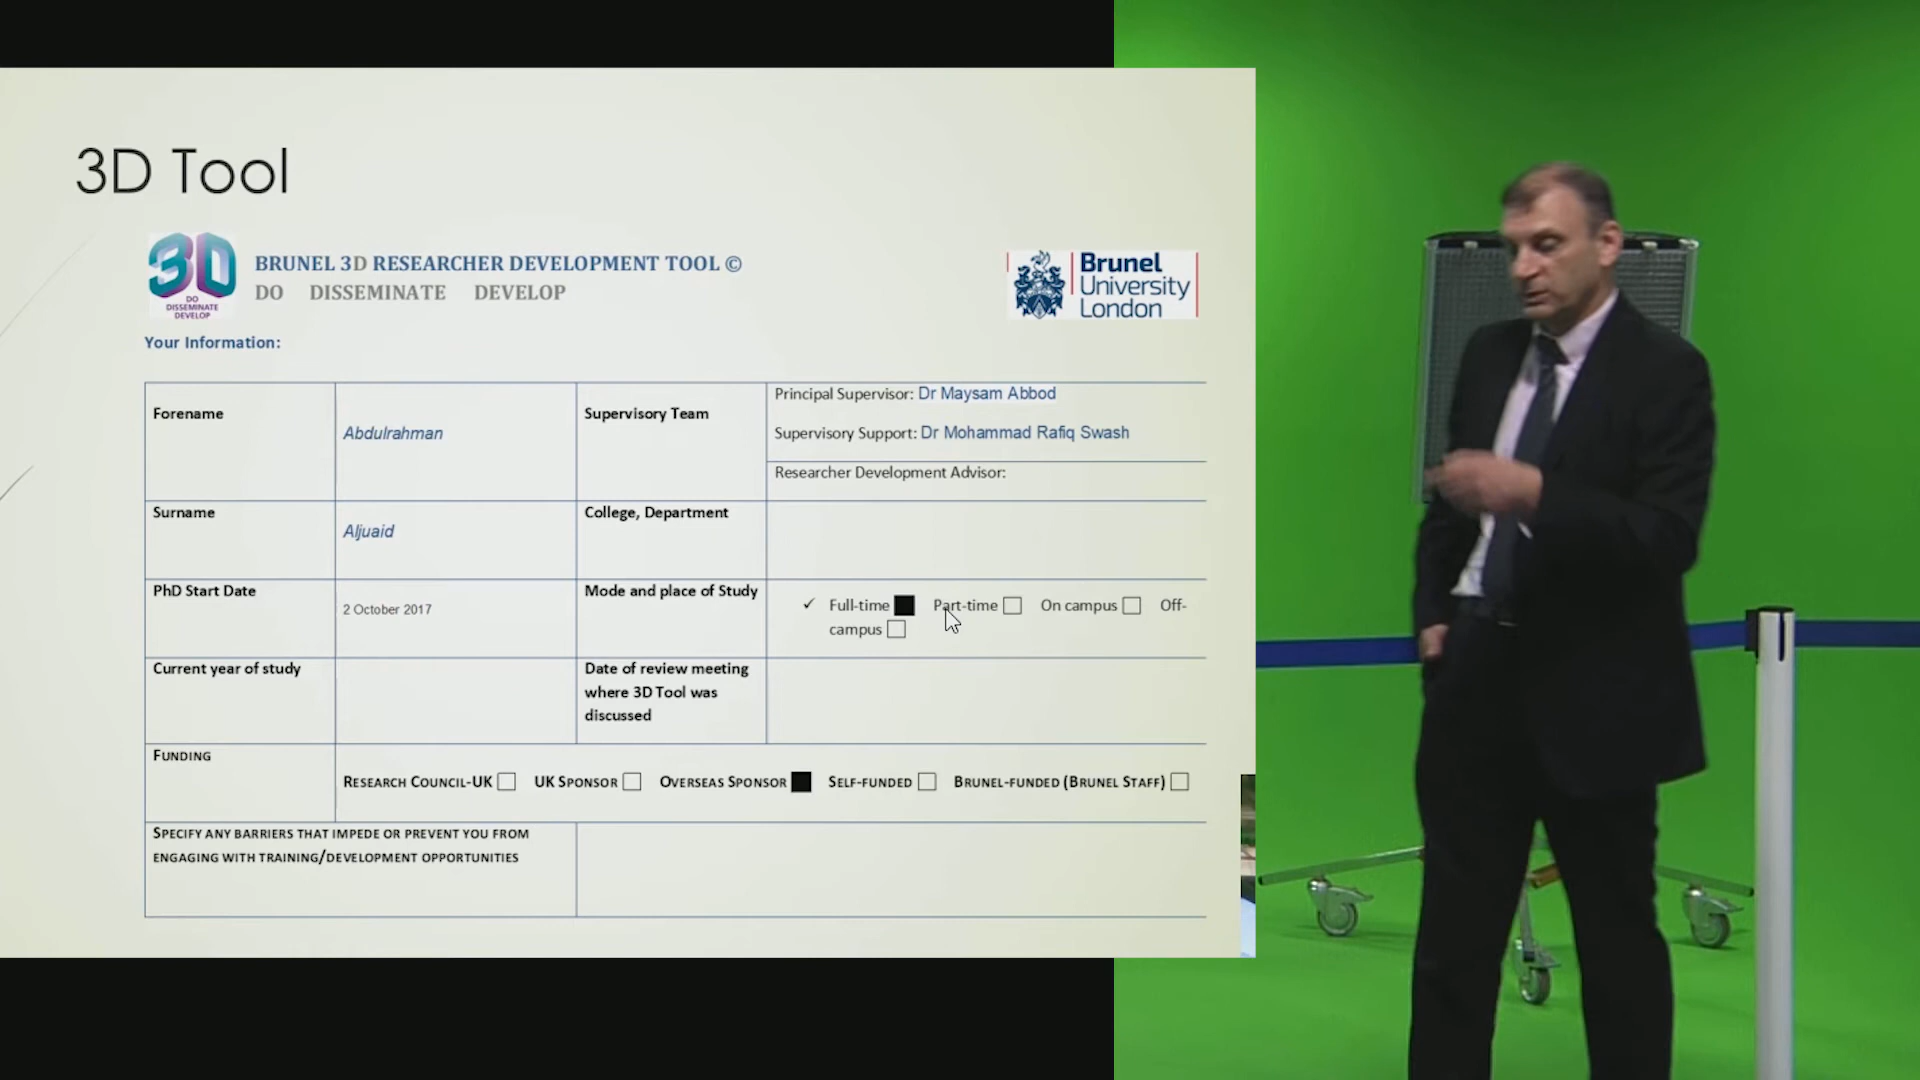 3D Tool
3D
DO
DISSEMINATE
DEVELOP
BRUNEL 3D RESEARCHER DEVELOPMENT TOOL ©
DO DISSEMINATE DEVELOP
Brunel
University
London
Your Information:
Forename
Abdulrahman
Supervisory Team
Principal Supervisor: Dr Maysam Abbod
Supervisory Support: Dr Mohammad Rafiq Swash
Researcher Development Advisor:
Surname
Aljuaid
College, Department
PhD Start Date
2 October 2017
Mode and place of Study
✓ Full-time Part-time On campus Off-
campus
Current year of study
Date of review meeting
where 3D Tool was
discussed
FUNDING
RESEARCH COUNCIL-UK UK SPONSOR OVERSEAS SPONSOR SELF-FUNDED BRUNEL-FUNDED (BRUNEL STAFF)
SPECIFY ANY BARRIERS THAT IMPEDE OR PREVENT YOU FROM
ENGAGING WITH TRAINING/DEVELOPMENT OPPORTUNITIES